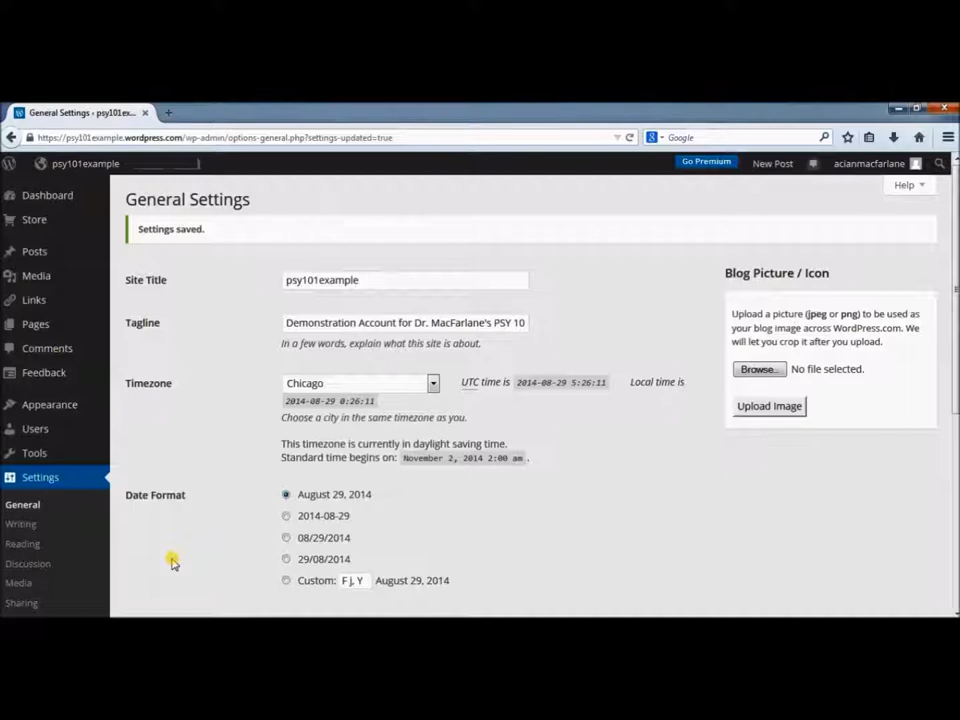 General Settings ‹ psy101ex...
https://psy101example.wordpress.com/wp-admin/options-general.php?settings-updated=true
Google
psy101example
Go Premium
New Post
acianmacfarlane
Dashboard
Store
Posts
Media
Links
Pages
Comments
Feedback
Appearance
Users
Tools
Settings
General
Writing
Reading
Discussion
Media
Sharing
Help
General Settings
Settings saved.
Site Title
psy101example
Tagline
Demonstration Account for Dr. MacFarlane's PSY 10
In a few words, explain what this site is about.
Timezone
Chicago
UTC time is 2014-08-29 5:26:11 Local time is
2014-08-29 0:26:11
Choose a city in the same timezone as you.
This timezone is currently in daylight saving time.
Standard time begins on: November 2, 2014 2:00 am .
Date Format
August 29, 2014
2014-08-29
08/29/2014
29/08/2014
Custom: F j, Y August 29, 2014
Blog Picture / Icon
Upload a picture (jpeg or png) to be used as
your blog image across WordPress.com. We
will let you crop it after you upload.
Browse... No file selected.
Upload Image